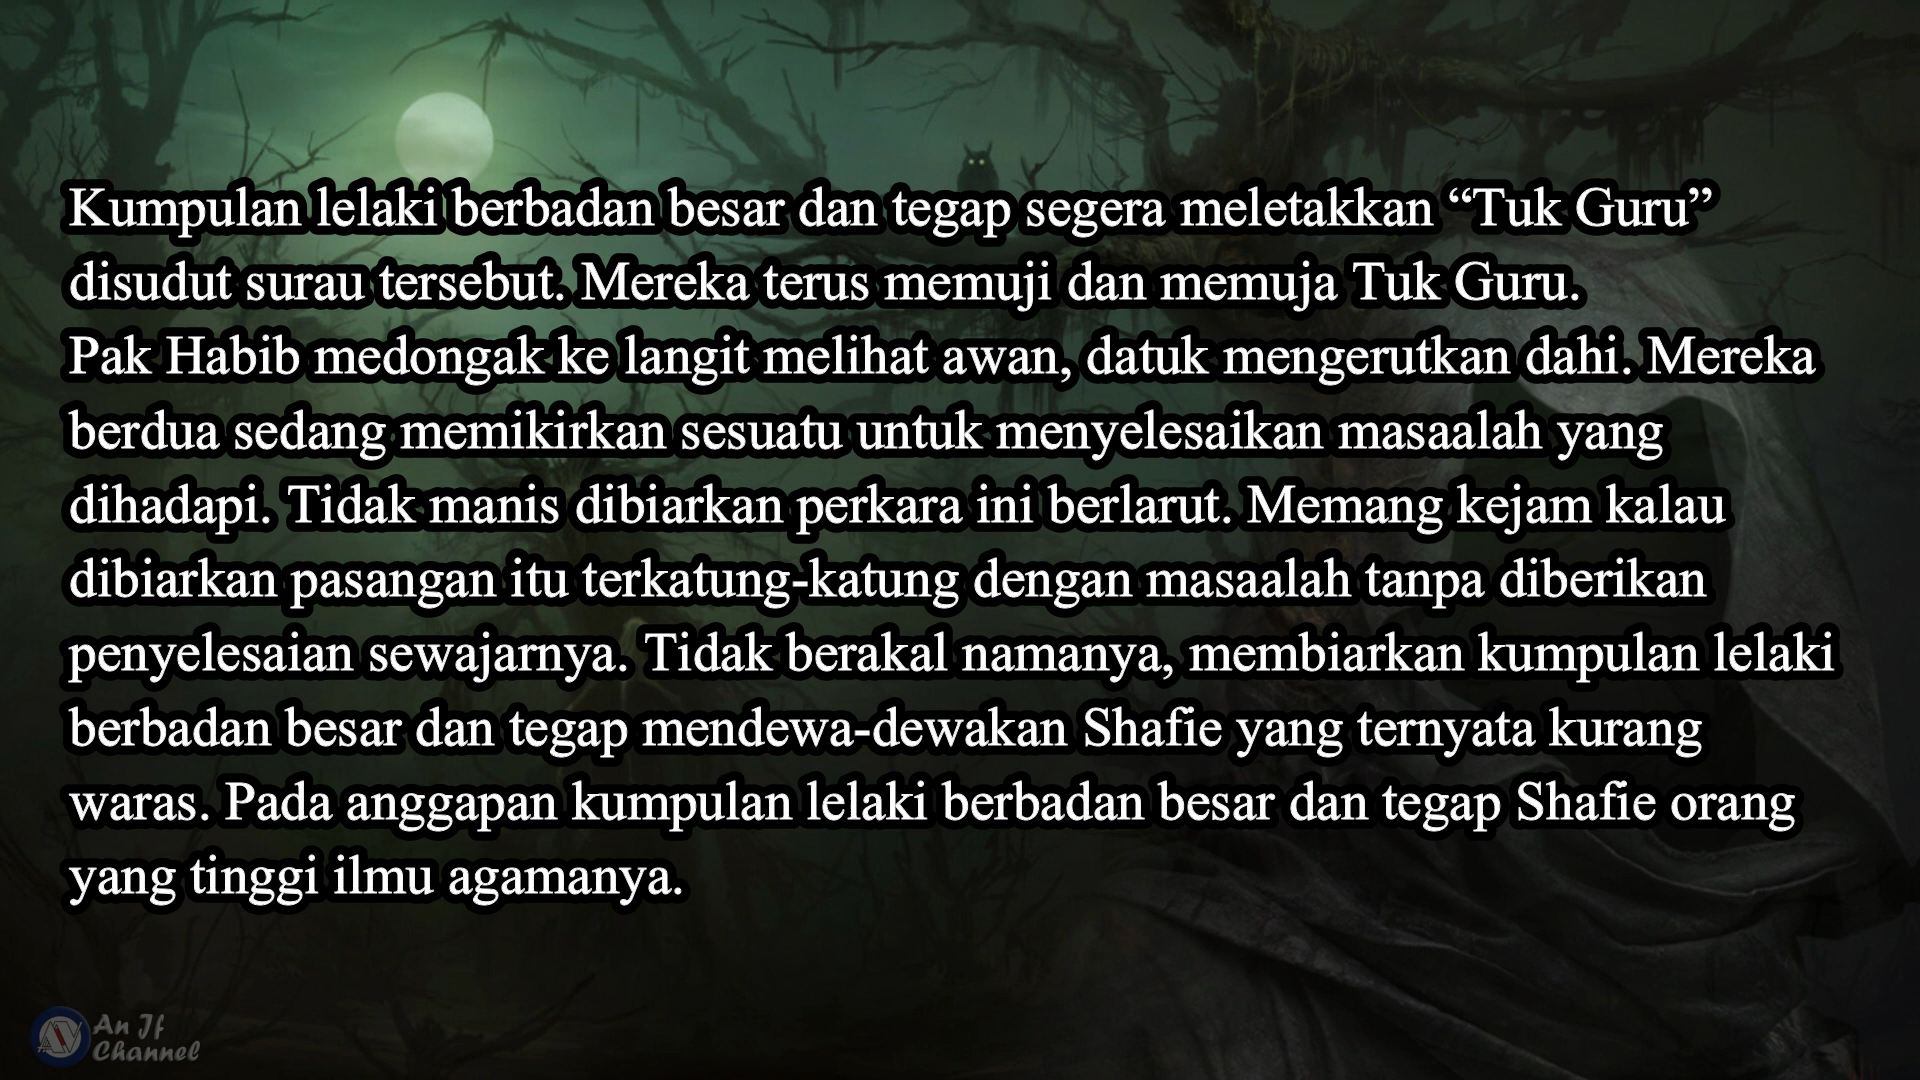 Kumpulan lelaki berbadan besar dan tegap segera meletakkan “Tuk Guru”
disudut surau tersebut. Mereka terus memuji dan memuja Tuk Guru.
Pak Habib medongak ke langit melihat awan, datuk mengerutkan dahi. Mereka
berdua sedang memikirkan sesuatu untuk menyelesaikan masaalah yang
dihadapi. Tidak manis dibiarkan perkara ini berlarut. Memang kejam kalau
dibiarkan pasangan itu terkatung-katung dengan masaalah tanpa diberikan
penyelesaian sewajarnya. Tidak berakal namanya, membiarkan kumpulan lelaki
berbadan besar dan tegap mendewa-dewakan Shafie yang ternyata kurang
waras. Pada anggapan kumpulan lelaki berbadan besar dan tegap Shafie orang
yang tinggi ilmu agamanya.
An Jf
Channel